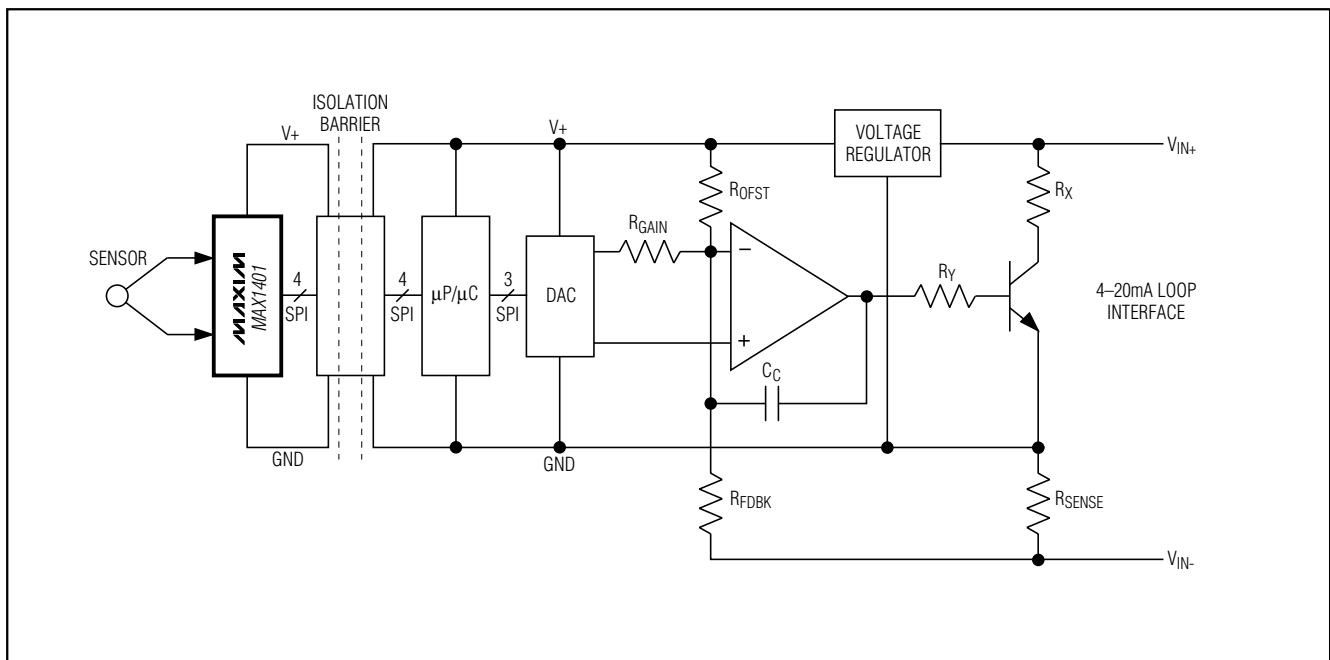 ISOLATION
BARRIER
V+
V+
VOLTAGE
REGULATOR
VIN+
ROFST
RX
RGAIN
SENSOR
MAXIM
MAX1401
4
SPI
4
SPI
µP/µC
3
SPI
DAC
−
+
RY
4–20mA LOOP
INTERFACE
CC
GND
GND
RFDBK
RSENSE
VIN-